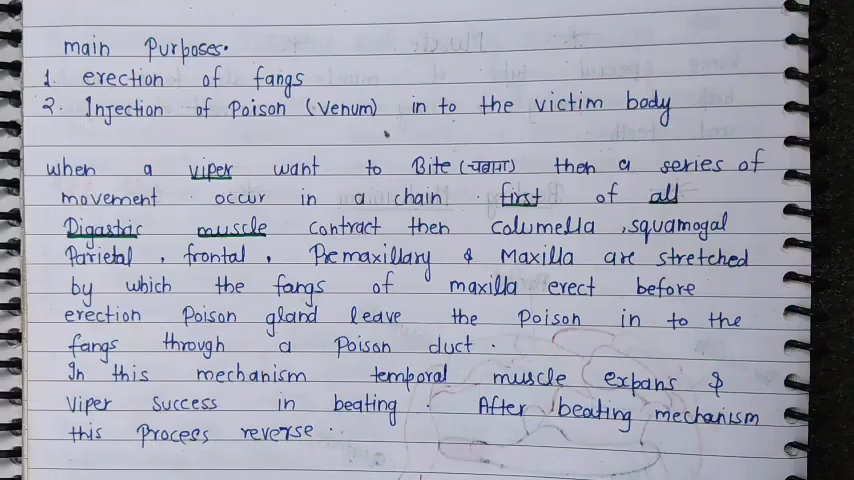 main Purposes.
1. erection of fangs
2. Injection of Poison (Venum) in to the victim body
when a viper want to Bite (चबाना) then a series of
movement occur in a chain first of all
Digastric muscle contract then columella , squamogal
Parietal , frontal , Premaxillary & Maxilla are stretched
by which the fangs of maxilla erect before
erection Poison gland leave the Poison in to the
fangs through a Poison duct .
In this mechanism temporal muscle expans &
Viper success in beating . After beating mechanism
this Process reverse .